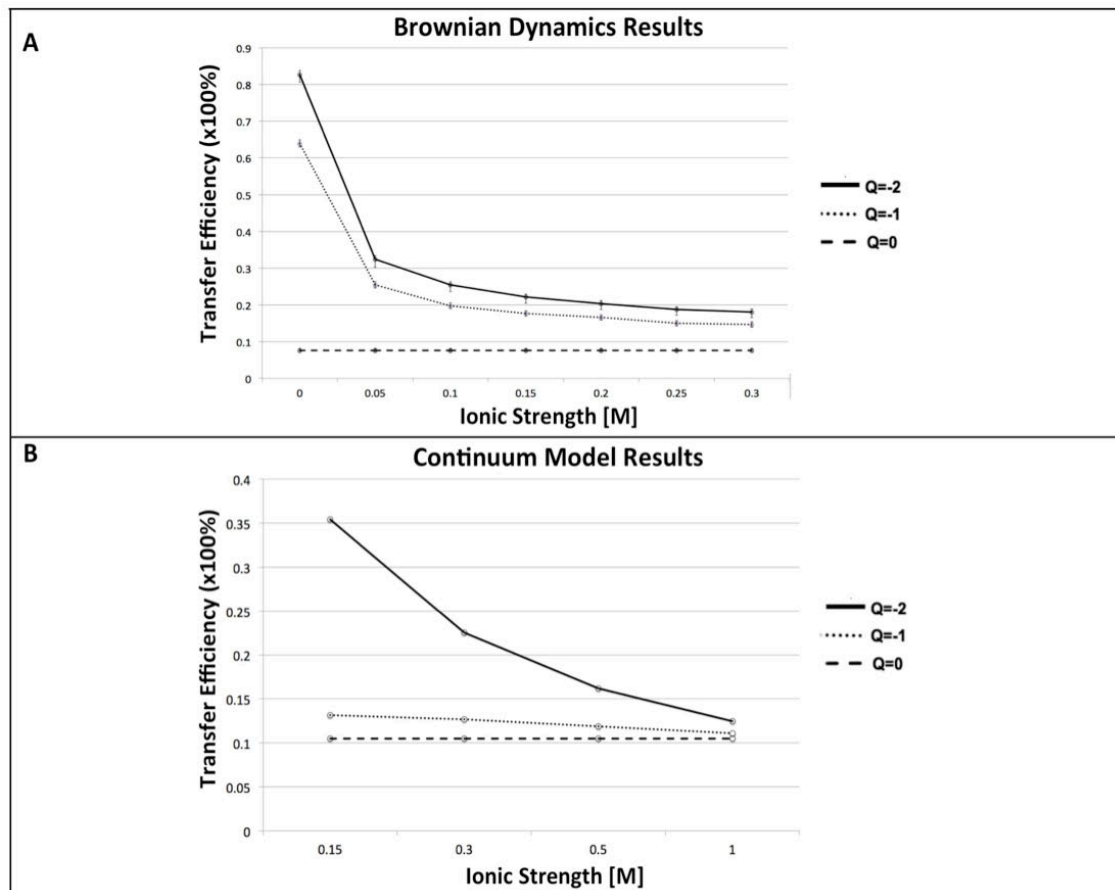 A
Brownian Dynamics Results
Transfer Efficiency (x100%)
0.9
0.8
0.7
0.6
0.5
0.4
0.3
0.2
0.1
0
0 0.05 0.1 0.15 0.2 0.25 0.3
Ionic Strength [M]
Q=-2
Q=-1
Q=0
B
Continuum Model Results
Transfer Efficiency (x100%)
0.4
0.35
0.3
0.25
0.2
0.15
0.1
0.05
0
0.15 0.3 0.5 1
Ionic Strength [M]
Q=-2
Q=-1
Q=0